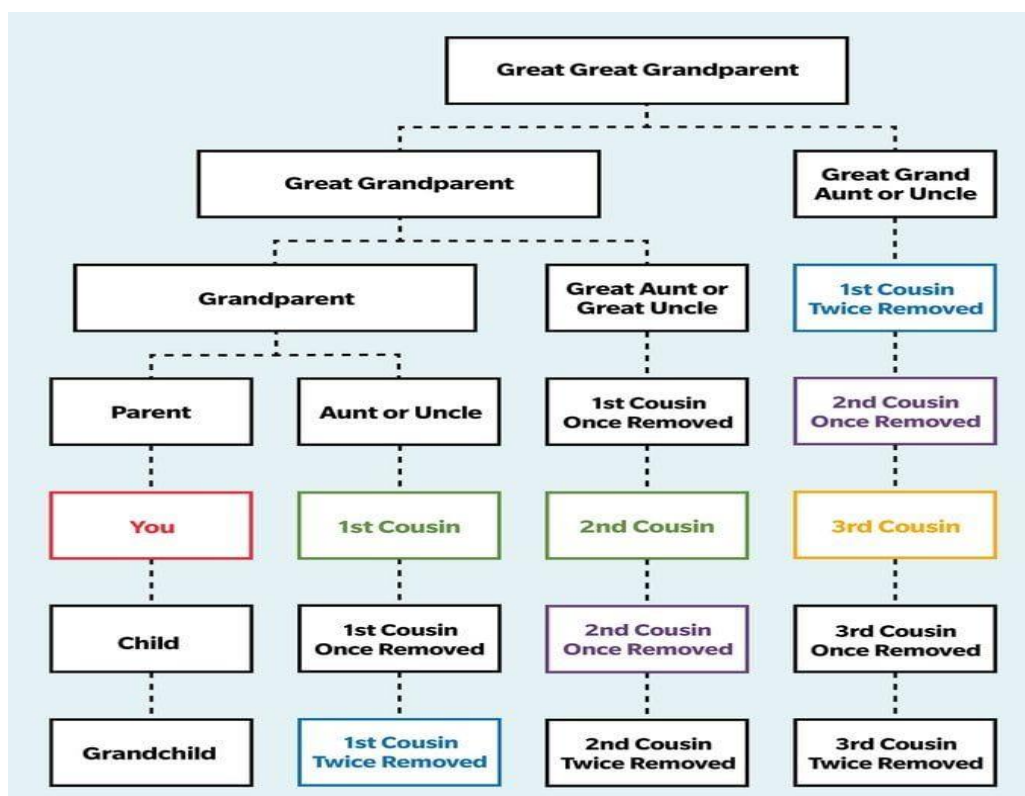 Great Great Grandparent
Great Grandparent
Great Grand
Aunt or Uncle
Grandparent
Great Aunt or
Great Uncle
1st Cousin
Twice Removed
Parent
Aunt or Uncle
1st Cousin
Once Removed
2nd Cousin
Once Removed
You
1st Cousin
2nd Cousin
3rd Cousin
Child
1st Cousin
Once Removed
2nd Cousin
Once Removed
3rd Cousin
Once Removed
Grandchild
1st Cousin
Twice Removed
2nd Cousin
Twice Removed
3rd Cousin
Twice Removed